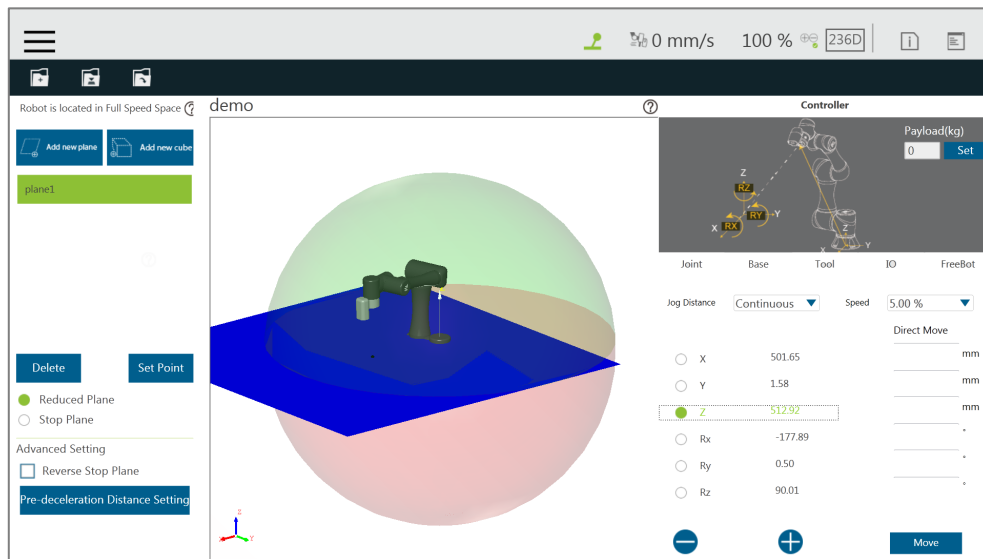 0 mm/s 100 % 236D
Robot is located in Full Speed Space
demo
Controller
Add new plane
Add new cube
plane1
Payload(kg)
0 Set
Z
RZ
RY Y
X RX
Z
X Y
Joint Base Tool IO FreeBot
Jog Distance Continuous Speed 5.00 %
Direct Move
X 501.65 mm
Y 1.58 mm
Z 512.92 mm
Rx -177.89 °
Ry 0.50 °
Rz 90.01 °
Move
Delete Set Point
Reduced Plane
Stop Plane
Advanced Setting
Reverse Stop Plane
Pre-deceleration Distance Setting
Z
X Y